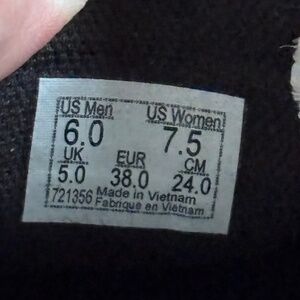 US Men US Women
6.0 7.5
UK EUR CM
5.0 38.0 24.0
721356 Made in Vietnam
Fabrique en Vietnam